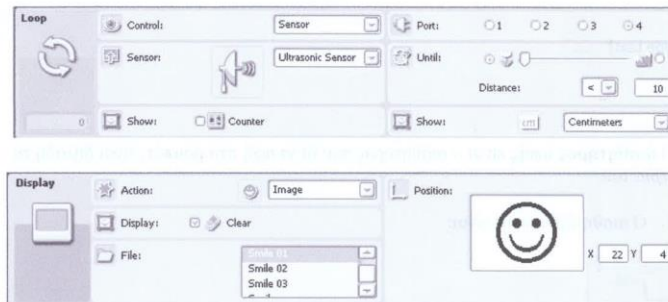 Loop
Control: Sensor Port: 1 2 3 4
Sensor: Ultrasonic Sensor Until:
Distance: < 10
0 Show: Counter Show: cm Centimeters
Display
Action: Image Position:
Display: Clear
File: Smile 01
Smile 02
Smile 03
X 22 Y 4